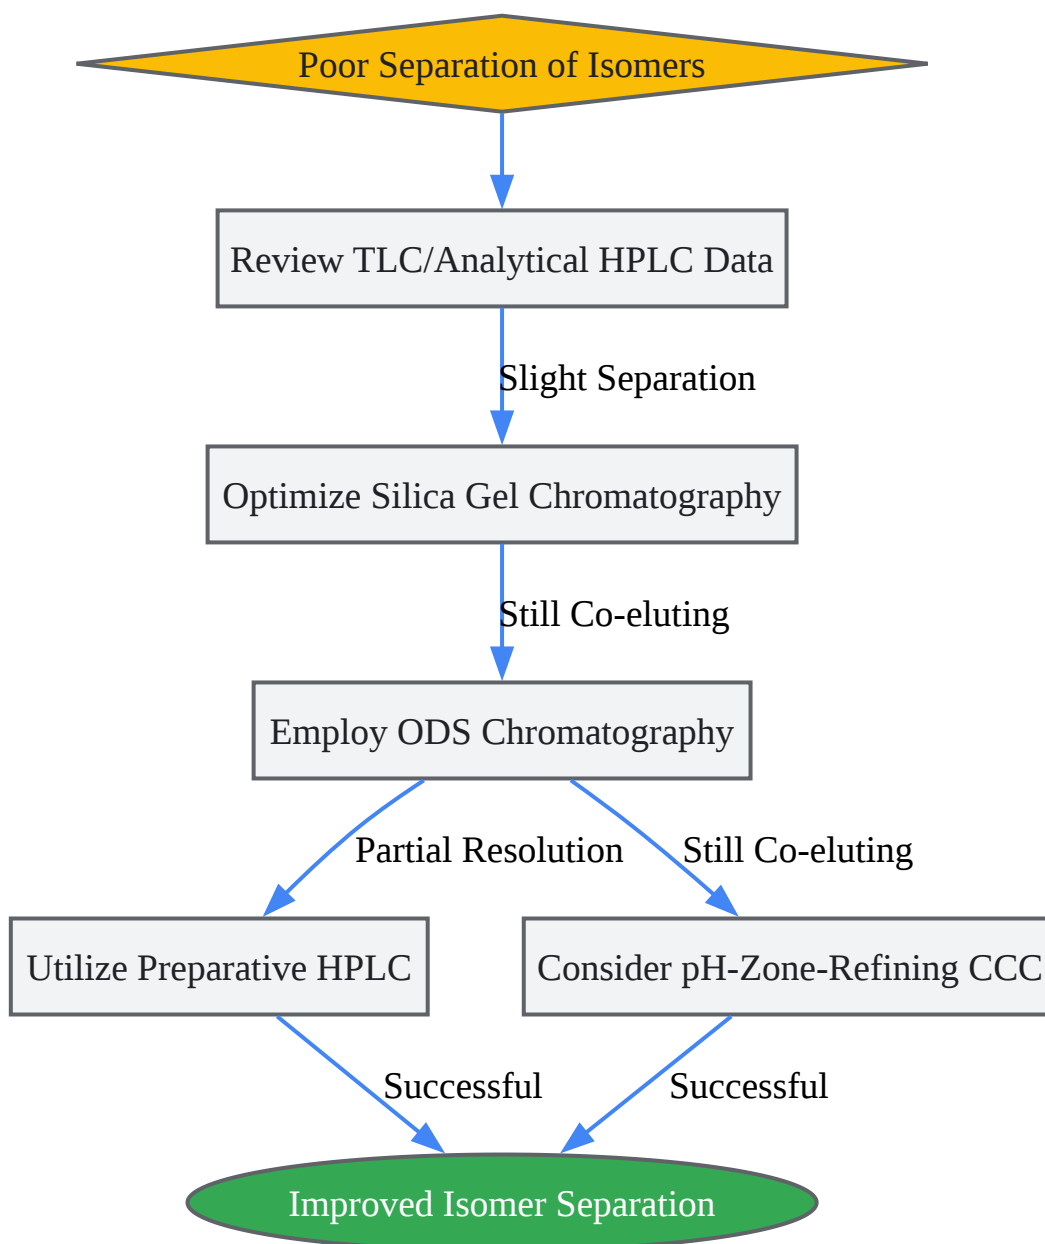 Poor Separation of Isomers
Review TLC/Analytical HPLC Data
Slight Separation
Optimize Silica Gel Chromatography
Still Co-eluting
Employ ODS Chromatography
Partial Resolution
Still Co-eluting
Utilize Preparative HPLC
Consider pH-Zone-Refining CCC
Successful
Successful
Improved Isomer Separation